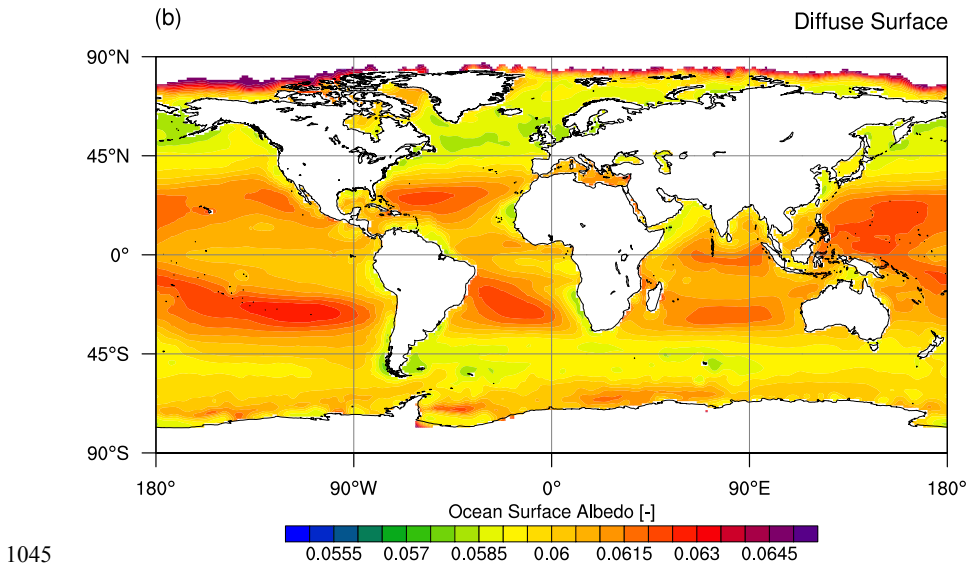 (b) Diffuse Surface
90°N
45°N
0°
45°S
90°S
180° 90°W 0° 90°E 180°
Ocean Surface Albedo [-]
0.0555 0.057 0.0585 0.06 0.0615 0.063 0.0645
1045